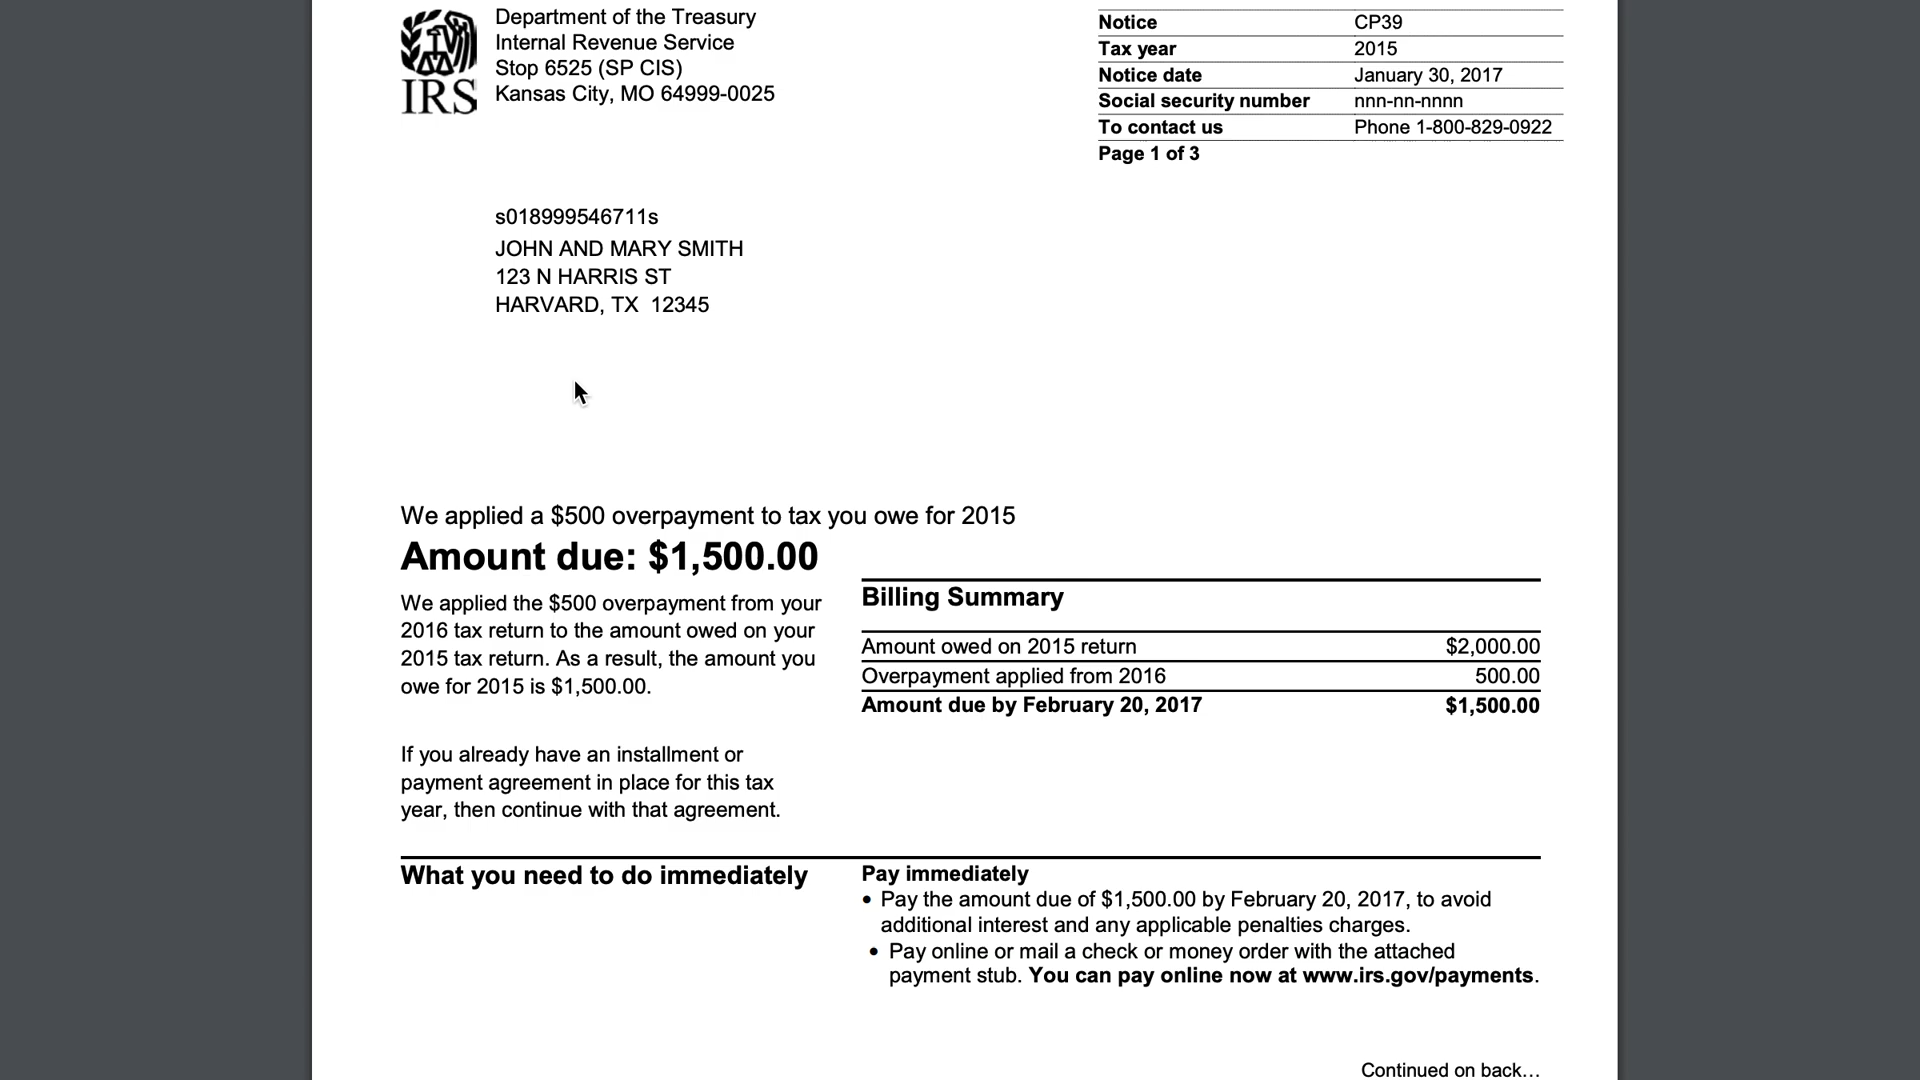 Department of the Treasury
Internal Revenue Service
Stop 6525 (SP CIS)
Kansas City, MO 64999-0025
IRS
Notice CP39
Tax year 2015
Notice date January 30, 2017
Social security number nnn-nn-nnnn
To contact us Phone 1-800-829-0922
Page 1 of 3
s018999546711s
JOHN AND MARY SMITH
123 N HARRIS ST
HARVARD, TX 12345
We applied a $500 overpayment to tax you owe for 2015
Amount due: $1,500.00
We applied the $500 overpayment from your
2016 tax return to the amount owed on your
2015 tax return. As a result, the amount you
owe for 2015 is $1,500.00.
If you already have an installment or
payment agreement in place for this tax
year, then continue with that agreement.
Billing Summary
Amount owed on 2015 return $2,000.00
Overpayment applied from 2016 500.00
Amount due by February 20, 2017 $1,500.00
What you need to do immediately
Pay immediately
• Pay the amount due of $1,500.00 by February 20, 2017, to avoid
additional interest and any applicable penalties charges.
• Pay online or mail a check or money order with the attached
payment stub. You can pay online now at www.irs.gov/payments.
Continued on back...